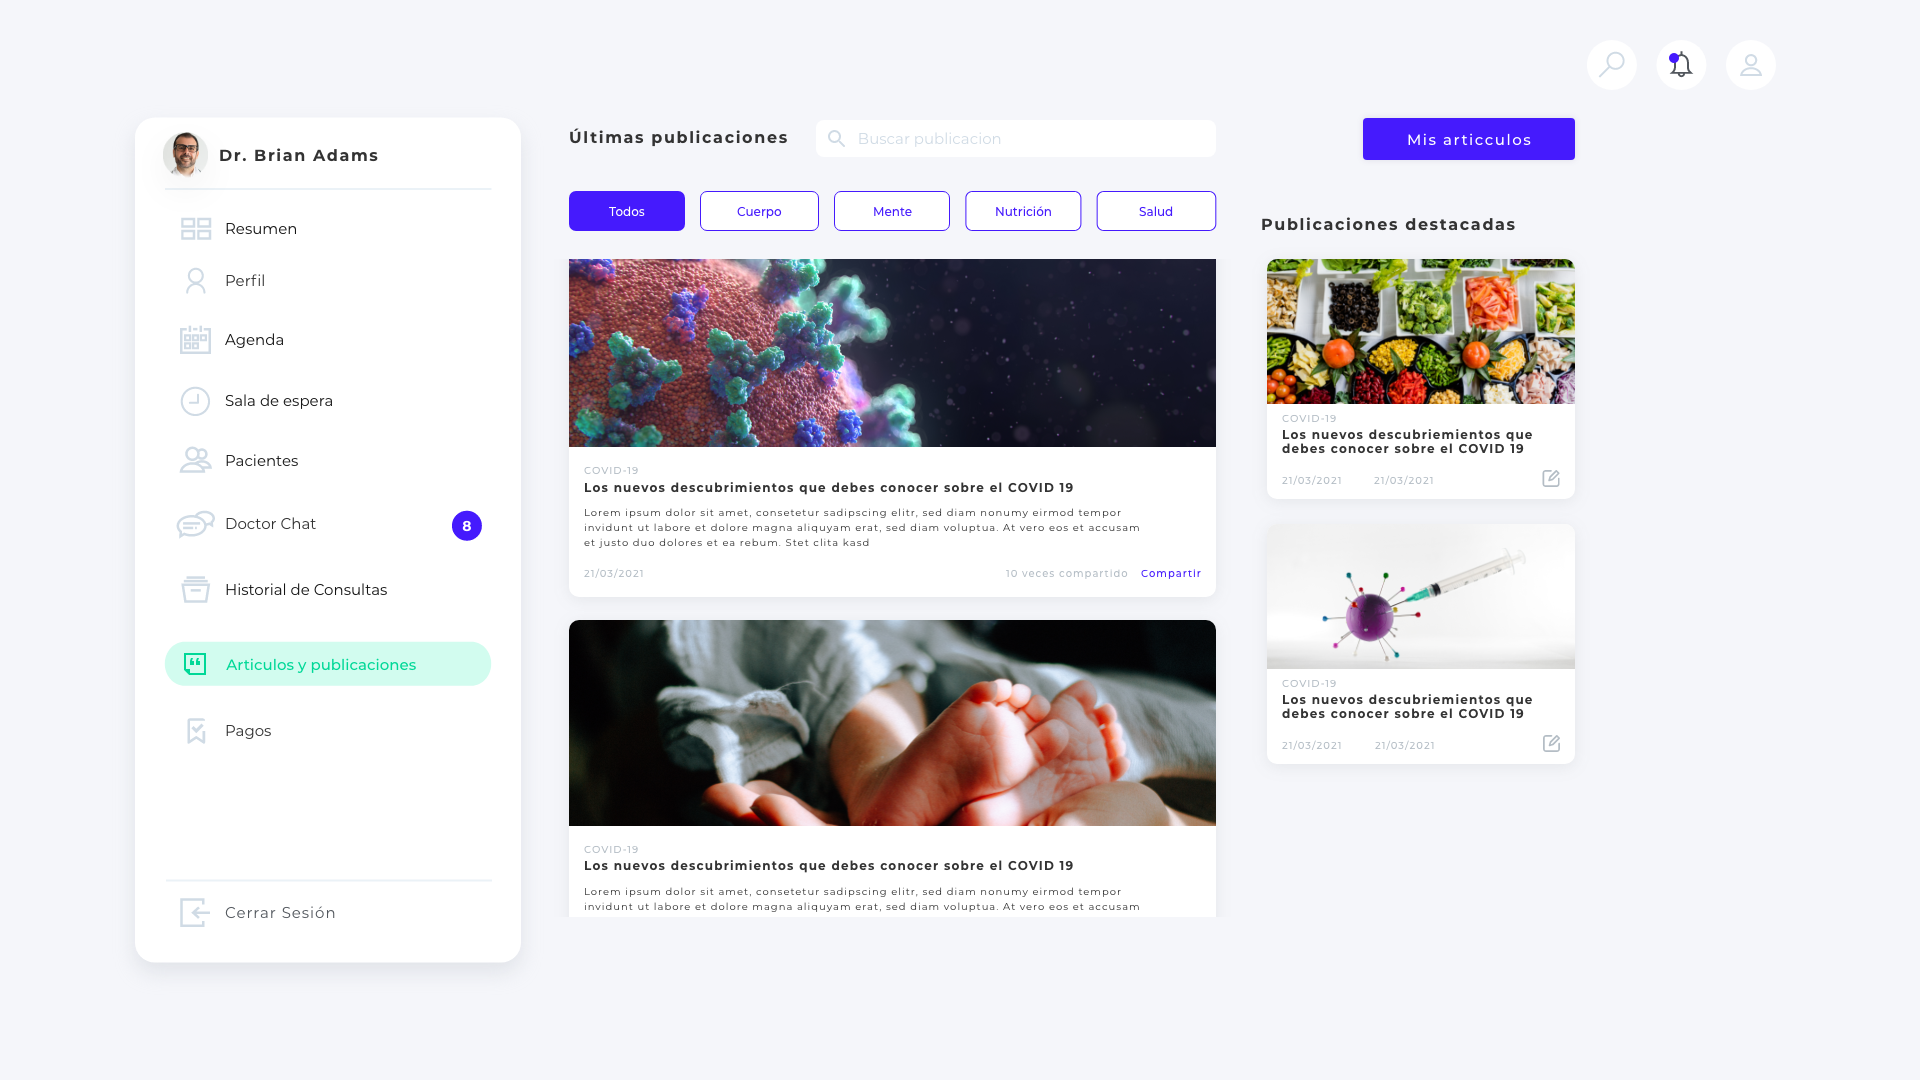 Dr. Brian Adams
Resumen
Perfil
Agenda
Sala de espera
Pacientes
Doctor Chat
8
Historial de Consultas
Articulos y publicaciones
Pagos
Cerrar Sesión
Últimas publicaciones
Buscar publicacion
Mis articculos
Todos
Cuerpo
Mente
Nutrición
Salud
COVID-19
Los nuevos descubrimientos que debes conocer sobre el COVID 19
Lorem ipsum dolor sit amet, consetetur sadipscing elitr, sed diam nonumy eirmod tempor
invidunt ut labore et dolore magna aliquyam erat, sed diam voluptua. At vero eos et accusam
et justo duo dolores et ea rebum. Stet clita kasd
21/03/2021
10 veces compartido
Compartir
COVID-19
Los nuevos descubrimientos que debes conocer sobre el COVID 19
Lorem ipsum dolor sit amet, consetetur sadipscing elitr, sed diam nonumy eirmod tempor
invidunt ut labore et dolore magna aliquyam erat, sed diam voluptua. At vero eos et accusam
Publicaciones destacadas
COVID-19
Los nuevos descubriemientos que
debes conocer sobre el COVID 19
21/03/2021
21/03/2021
COVID-19
Los nuevos descubriemientos que
debes conocer sobre el COVID 19
21/03/2021
21/03/2021